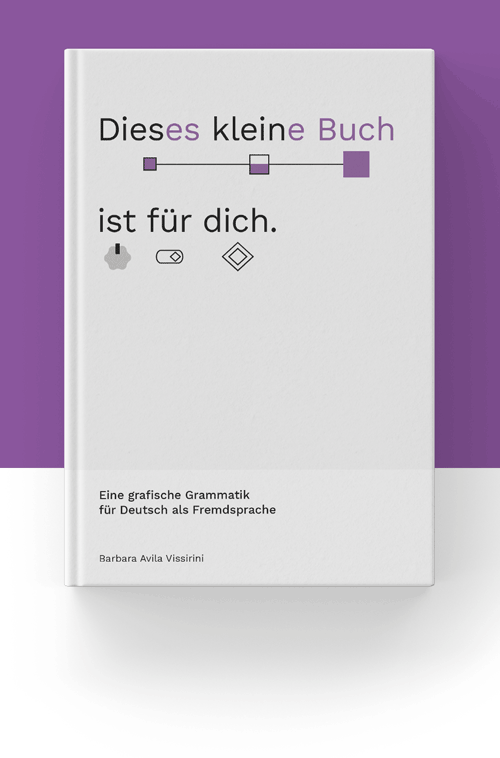 Dieses kleine Buch
ist für dich.
Eine grafische Grammatik
für Deutsch als Fremdsprache
Barbara Avila Vissirini